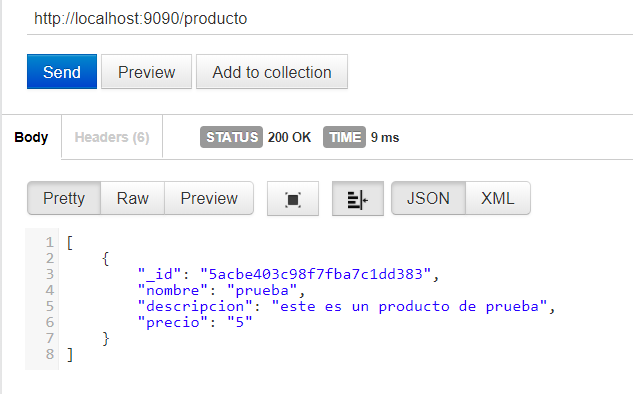 http://localhost:9090/producto
Send Preview Add to collection
Body Headers (6) STATUS 200 OK TIME 9 ms
Pretty Raw Preview JSON XML
1 [
2 {
3 "_id": "5acbe403c98f7fba7c1dd383",
4 "nombre": "prueba",
5 "descripcion": "este es un producto de prueba",
6 "precio": "5"
7 }
8 ]